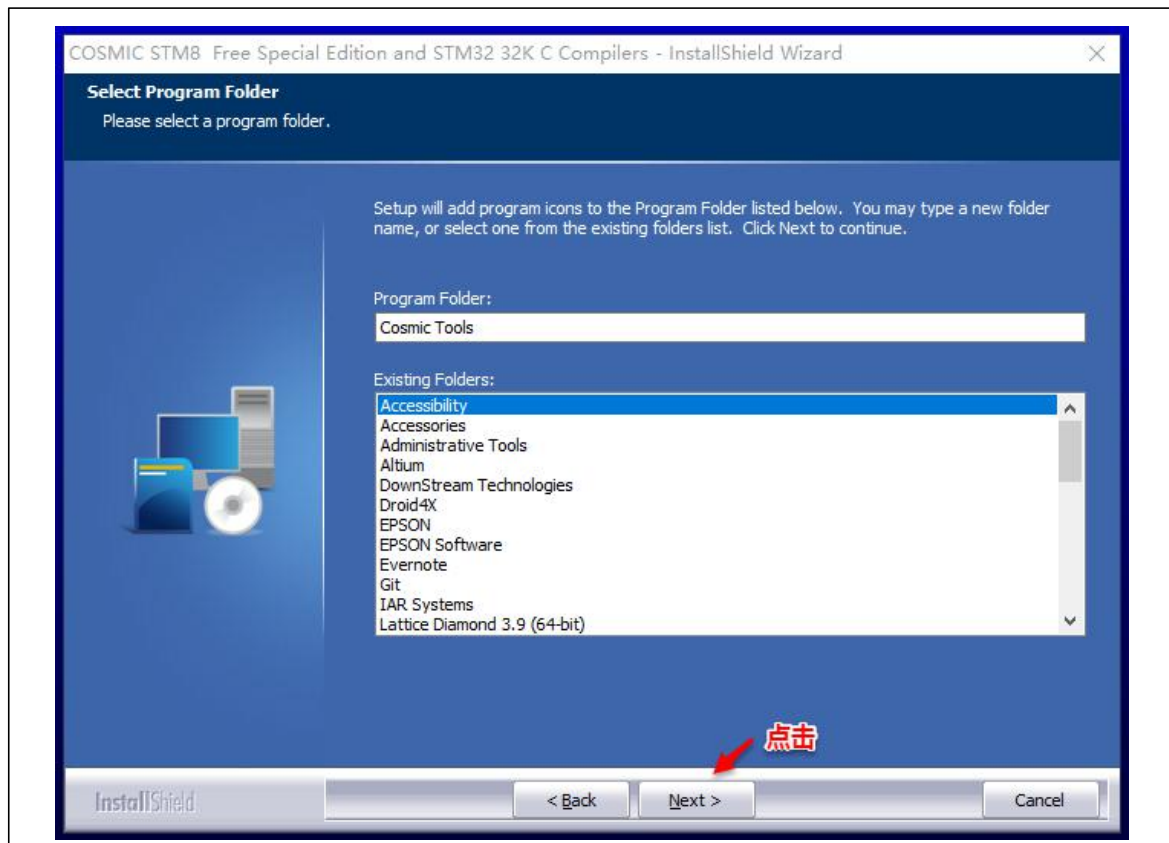 COSMIC STM8  Free Special Edition and STM32 32K C Compilers - InstallShield Wizard
Select Program Folder
Please select a program folder.
Setup will add program icons to the Program Folder listed below.  You may type a new folder
name, or select one from the existing folders list.  Click Next to continue.
Program Folder:
Cosmic Tools
Existing Folders:
Accessibility
Accessories
Administrative Tools
Altium
DownStream Technologies
Droid4X
EPSON
EPSON Software
Evernote
Git
IAR Systems
Lattice Diamond 3.9 (64-bit)
点击
InstallShield
< Back
Next >
Cancel